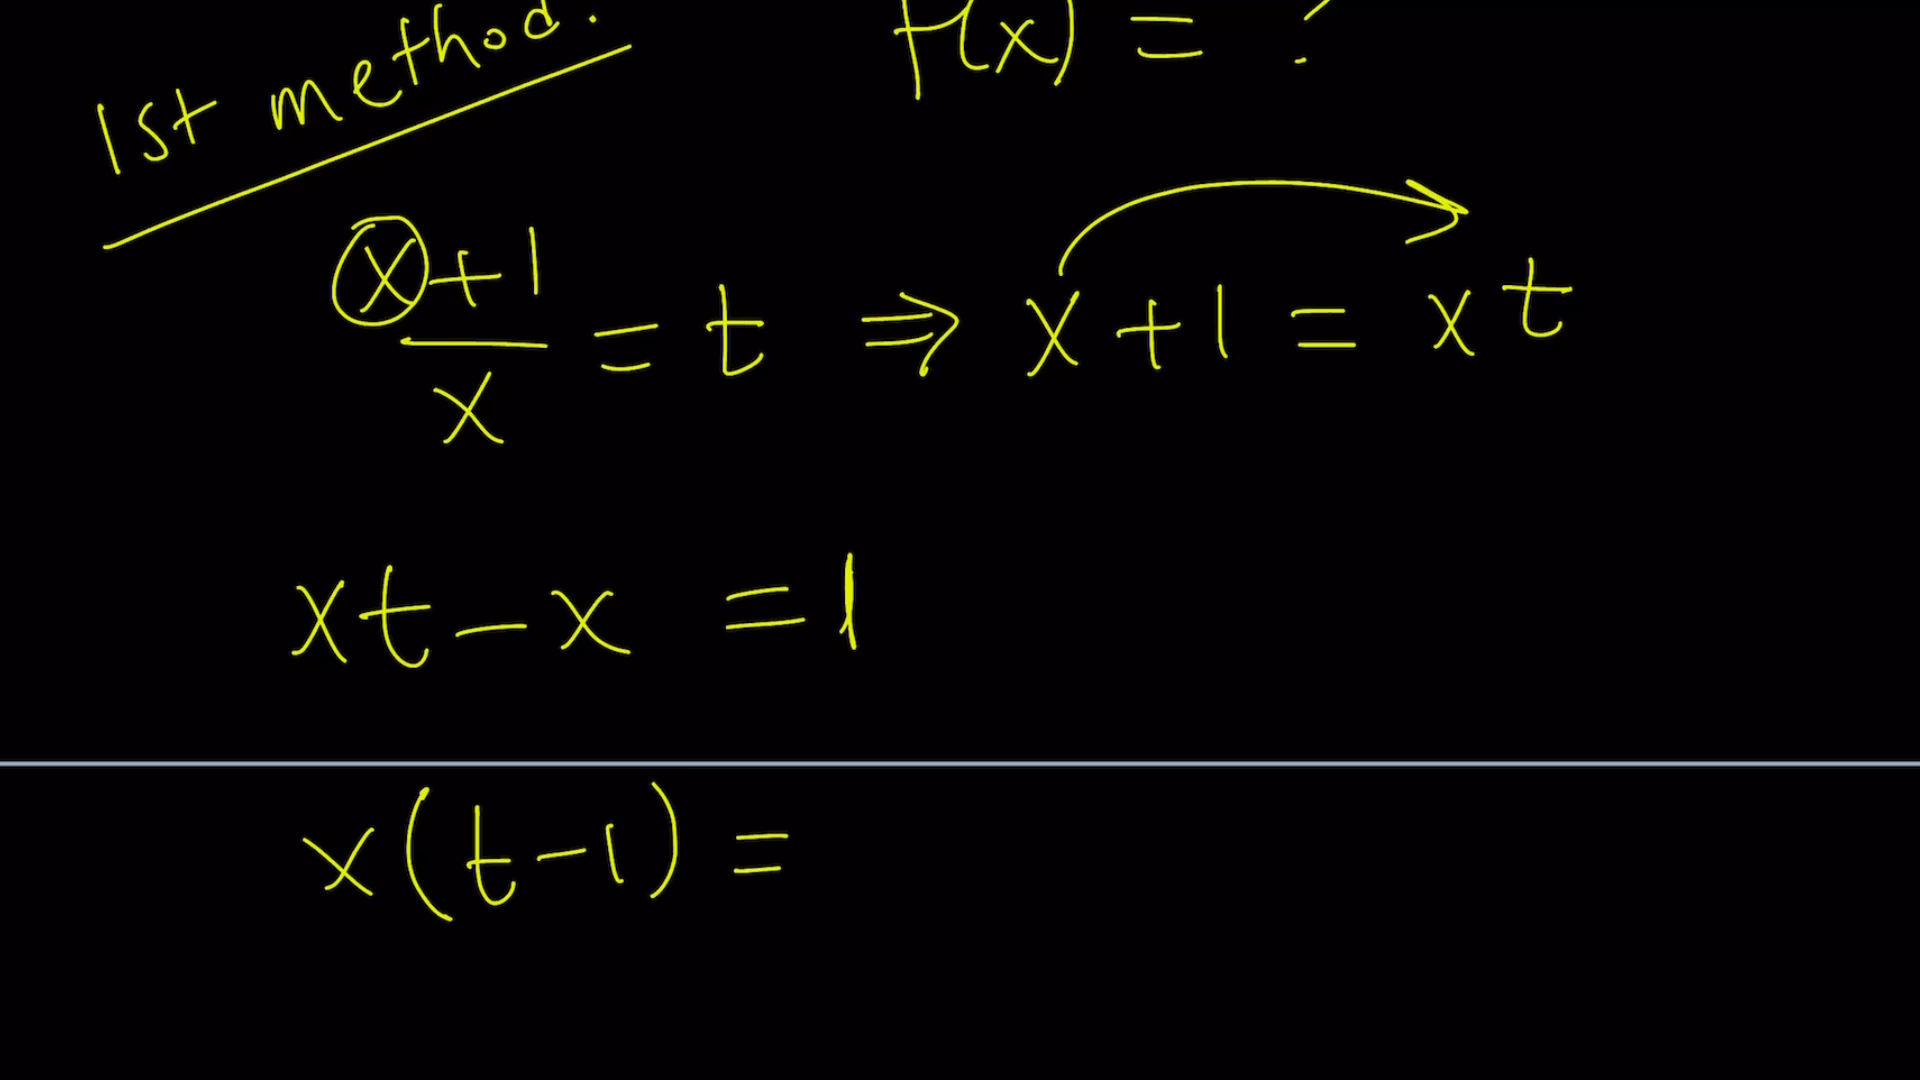 1st method.
f(x) = ?
x+1/x = t ⇒ x+1 = xt
xt-x =1
x(t-1) =